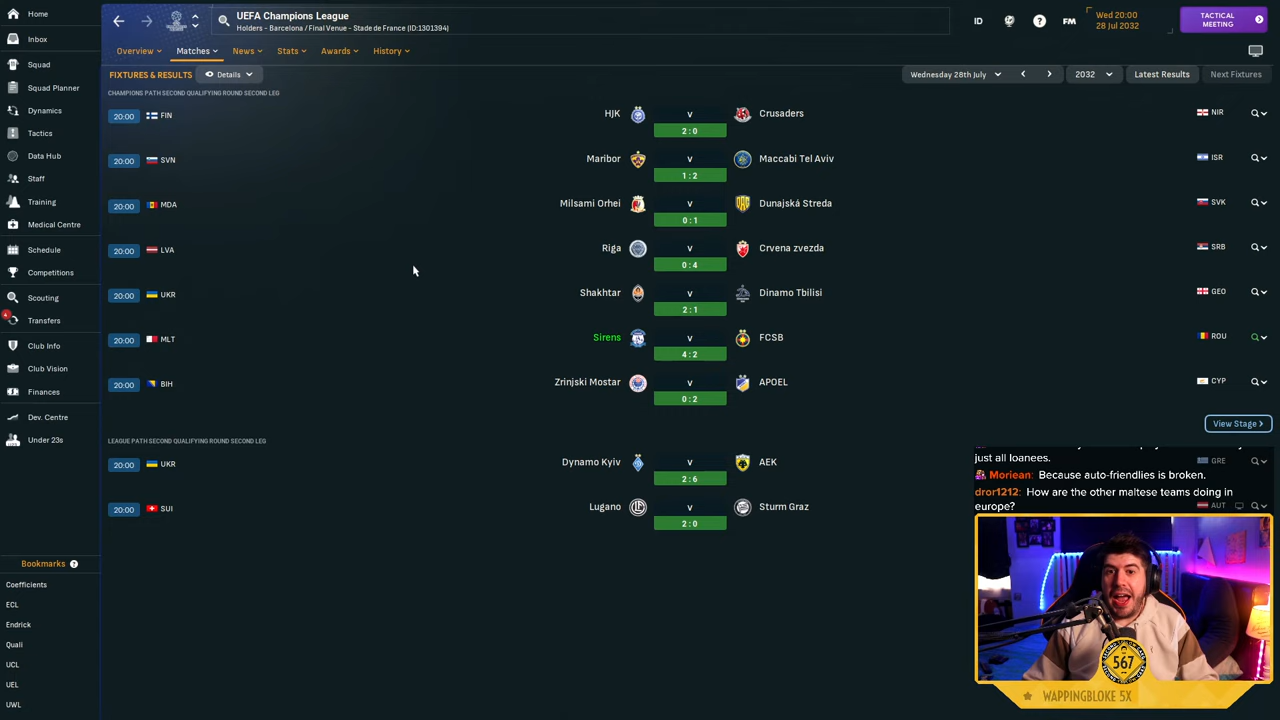 Home
Inbox
Squad
Squad Planner
Dynamics
Tactics
Data Hub
Staff
Training
Medical Centre
Schedule
Competitions
Scouting
4
Transfers
Club Info
Club Vision
Finances
Dev. Centre
Under 23s
Bookmarks ?
Coefficients
ECL
Endrick
Quali
UCL
UEL
UWL
UEFA Champions League
Holders - Barcelona / Final Venue - Stade de France (ID:1301394)
ID ? FM
Wed 20:00
28 Jul 2032
TACTICAL
MEETING
Overview Matches News Stats Awards History
FIXTURES & RESULTS Details Wednesday 28th July 2032 Latest Results Next Fixtures
CHAMPIONS PATH SECOND QUALIFYING ROUND SECOND LEG
20:00 FIN HJK v Crusaders NIR
2 : 0
20:00 SVN Maribor v Maccabi Tel Aviv ISR
1 : 2
20:00 MDA Milsami Orhei v Dunajská Streda SVK
0 : 1
20:00 LVA Riga v Crvena zvezda SRB
0 : 4
20:00 UKR Shakhtar v Dinamo Tbilisi GEO
2 : 1
20:00 MLT Sirens v FCSB ROU
4 : 2
20:00 BIH Zrinjski Mostar v APOEL CYP
0 : 2
View Stage
LEAGUE PATH SECOND QUALIFYING ROUND SECOND LEG
20:00 UKR Dynamo Kyiv v AEK GRE
2 : 6
20:00 SUI Lugano v Sturm Graz AUT
2 : 0
just all loanees.
Moriean: Because auto-friendlies is broken.
dror1212: How are the other maltese teams doing in
europe?
567
WAPPINGBLOKE 5X